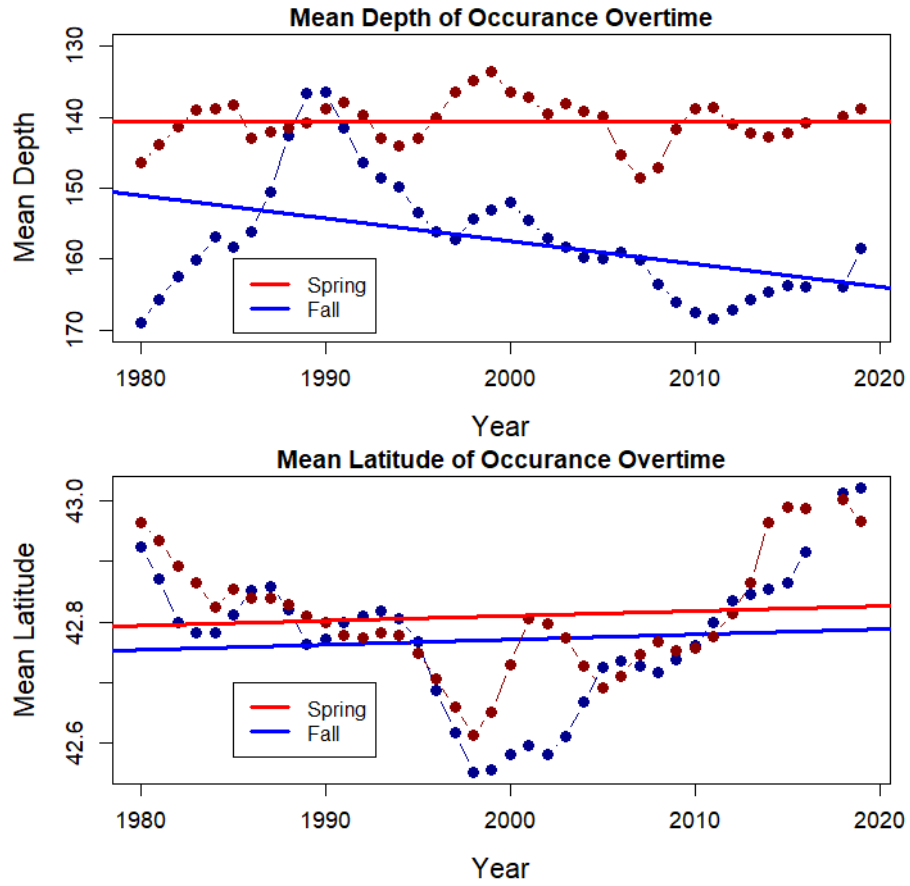 Mean Depth of Occurance Overtime
130
140
150
160
170
Mean Depth
Spring
Fall
1980 1990 2000 2010 2020
Year
Mean Latitude of Occurance Overtime
43.0
42.8
42.6
Mean Latitude
Spring
Fall
1980 1990 2000 2010 2020
Year